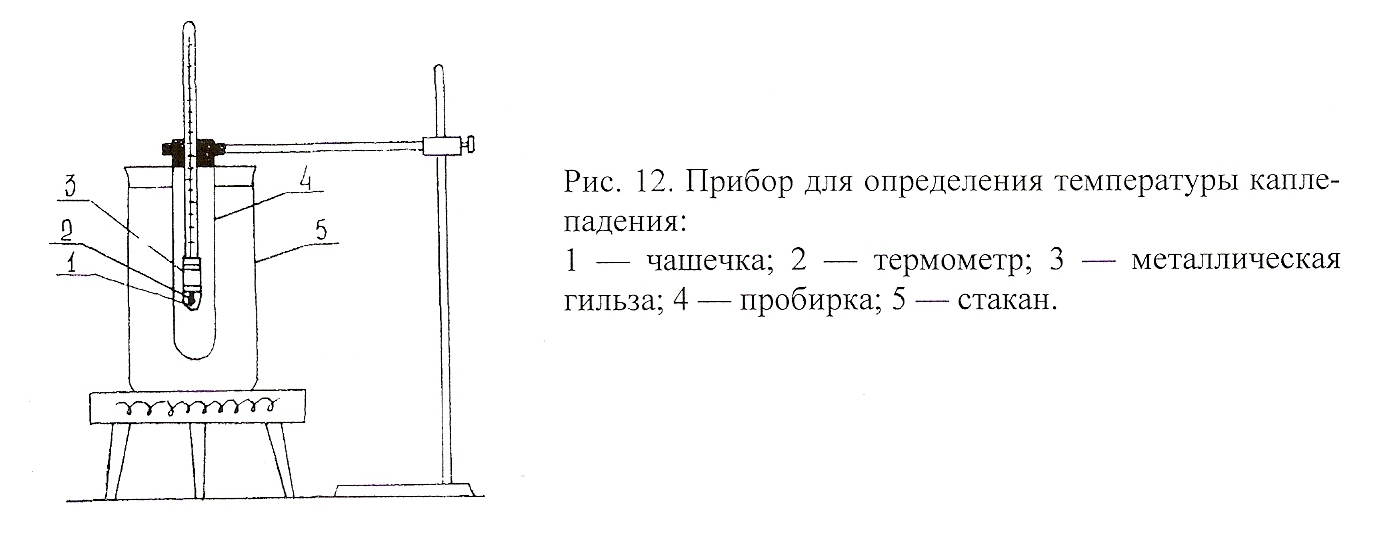 3
2
1
4
5
Рис. 12. Прибор для определения температуры капле-
падения:
1 — чашечка; 2 — термометр; 3 — металлическая
гильза; 4 — пробирка; 5 — стакан.